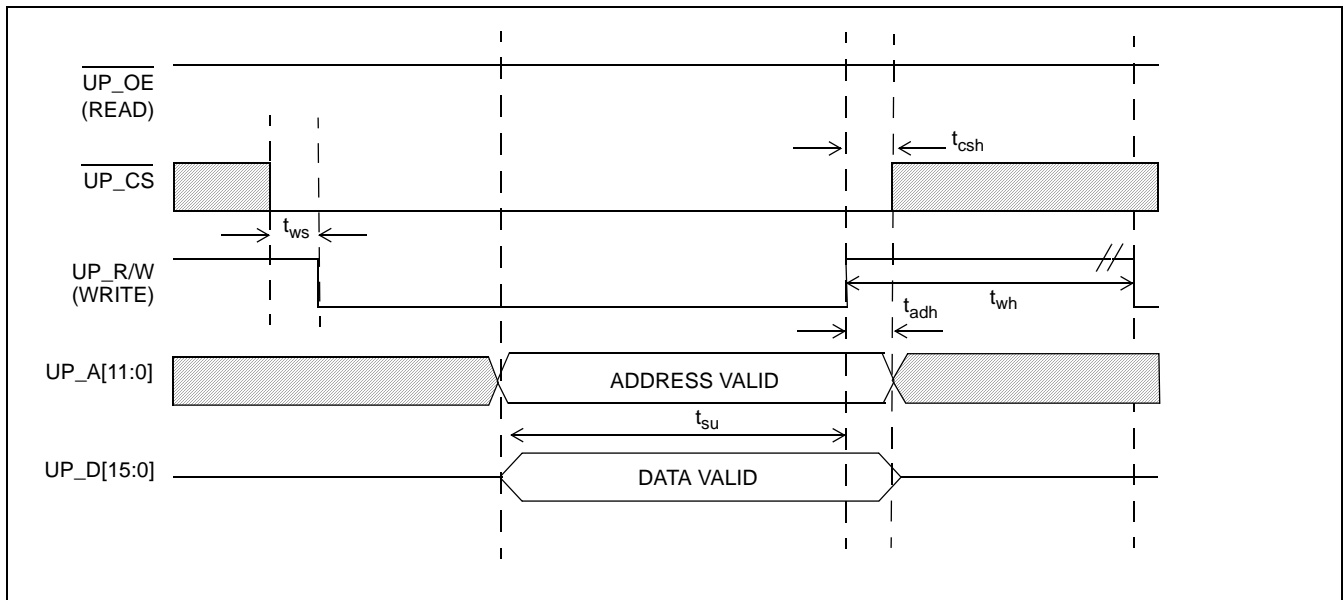 UP_OE
(READ)
t_csh
UP_CS
t_ws
UP_R/W
(WRITE)
t_wh
t_adh
UP_A[11:0]
ADDRESS VALID
t_su
UP_D[15:0]
DATA VALID